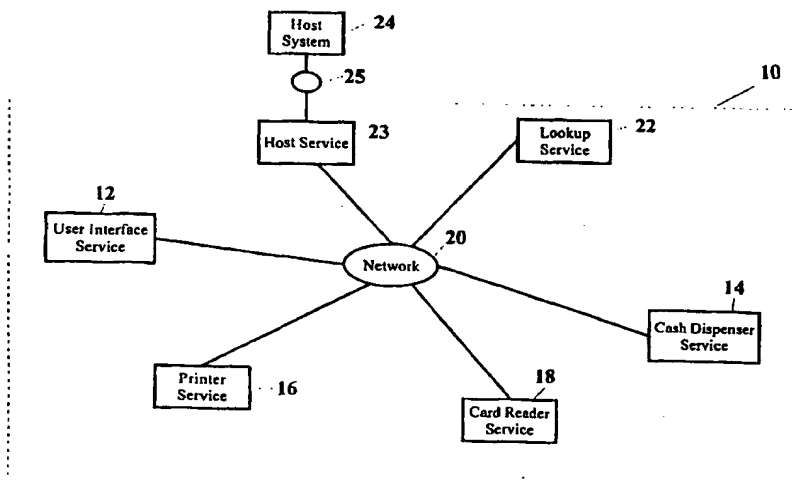 Host
System
24
25
10
Host Service
23
Lookup
Service
22
12
User Interface
Service
20
Network
14
Cash Dispenser
Service
Printer
Service
16
18
Card Reader
Service